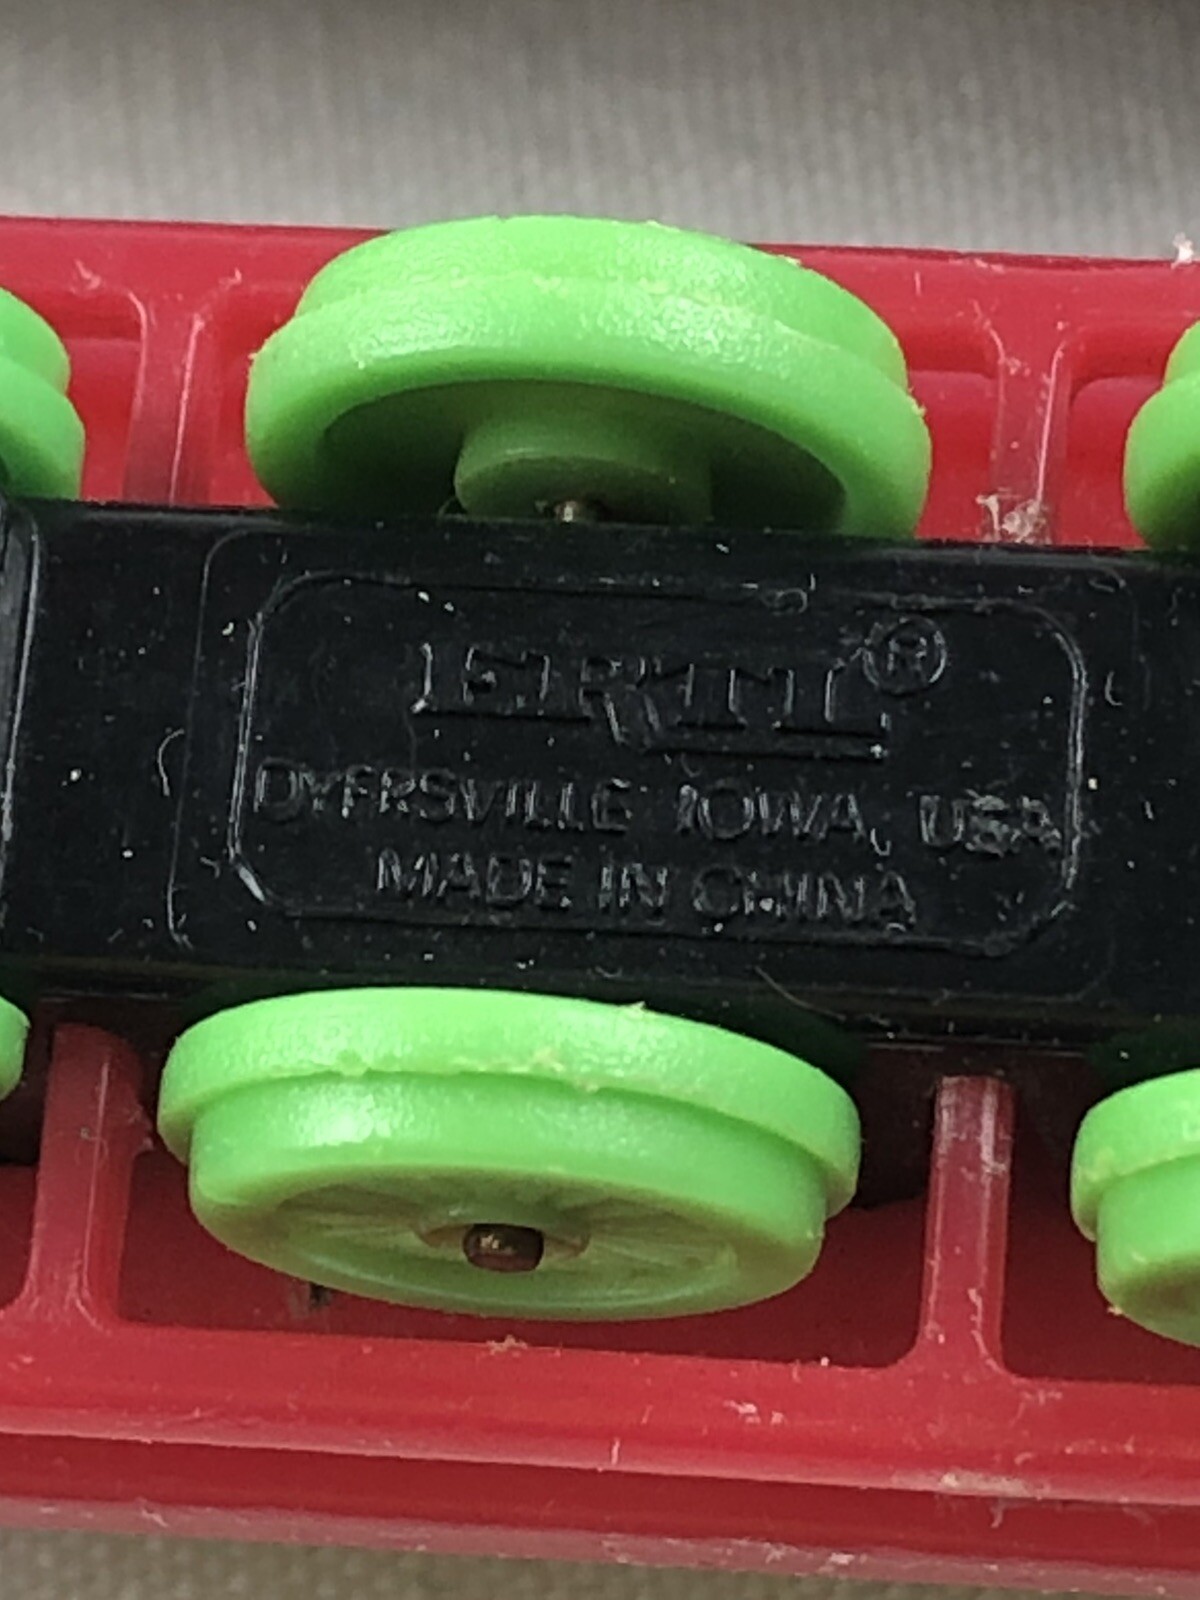 ERTL®
DYERSVILLE IOWA, USA
MADE IN CHINA